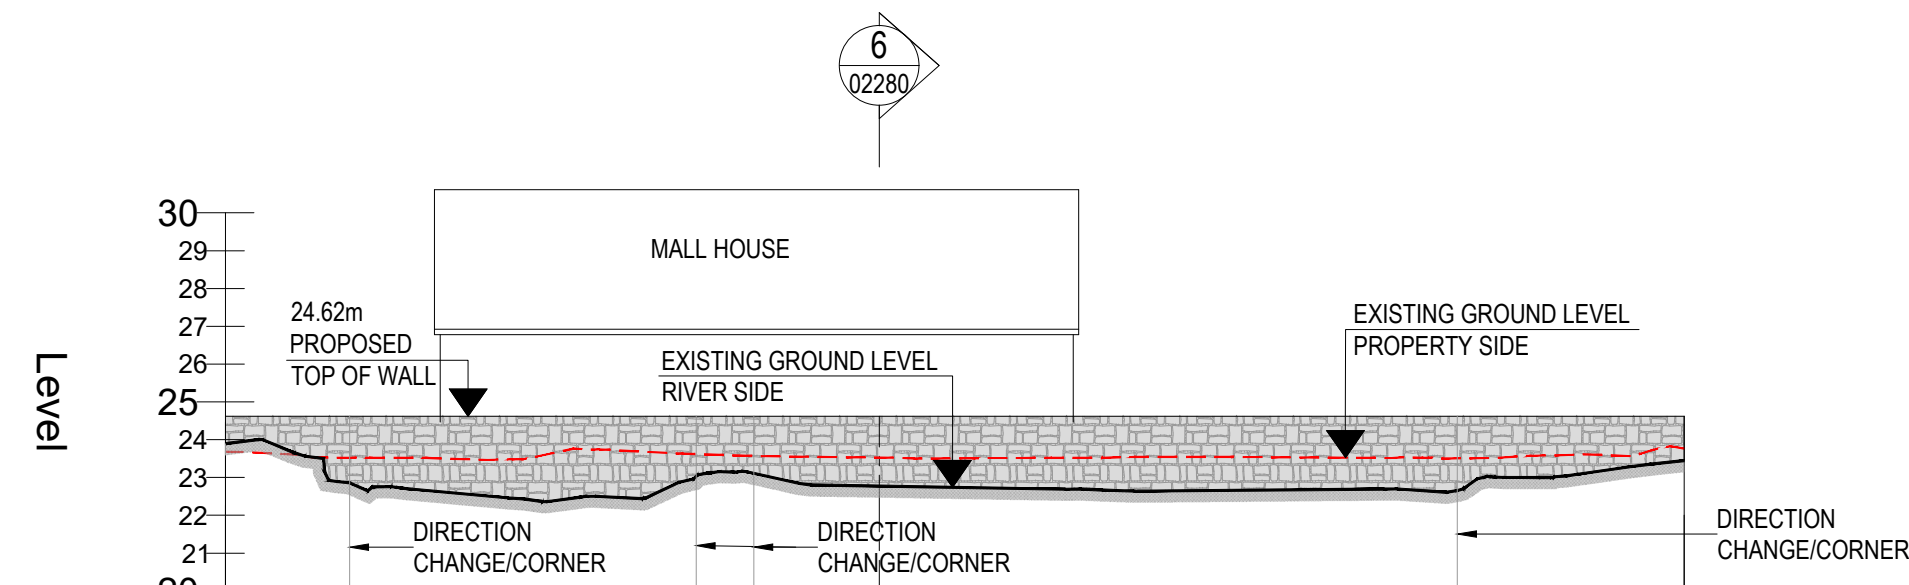 6
02280
30
29
28
27
26
25
24
23
22
21
20
Level
MALL HOUSE
24.62m
PROPOSED
TOP OF WALL
EXISTING GROUND LEVEL
RIVER SIDE
EXISTING GROUND LEVEL
PROPERTY SIDE
DIRECTION
CHANGE/CORNER
DIRECTION
CHANGE/CORNER
DIRECTION
CHANGE/CORNER